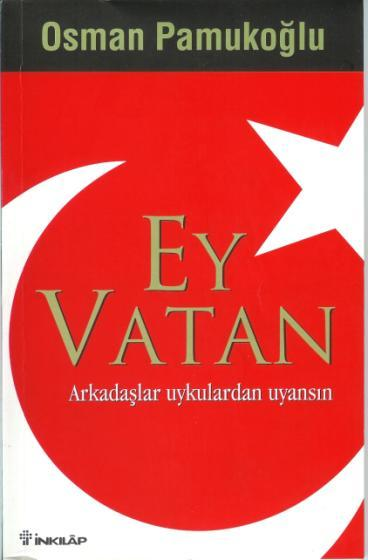 Osman Pamukoğlu
EY
VATAN
Arkadaşlar uykulardan uyansın
İNKILÂP